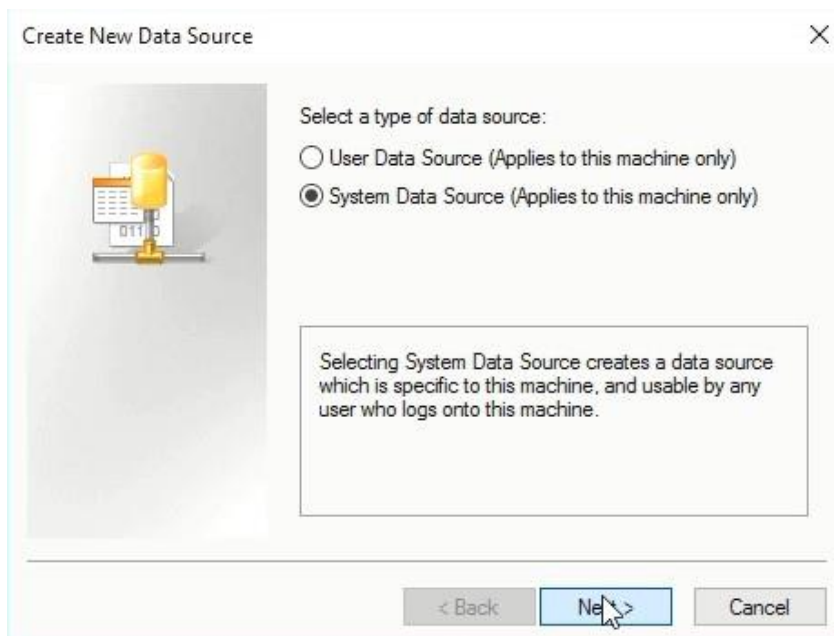 Create New Data Source
Select a type of data source:
User Data Source (Applies to this machine only)
System Data Source (Applies to this machine only)
Selecting System Data Source creates a data source
which is specific to this machine, and usable by any
user who logs onto this machine.
< Back
Next >
Cancel